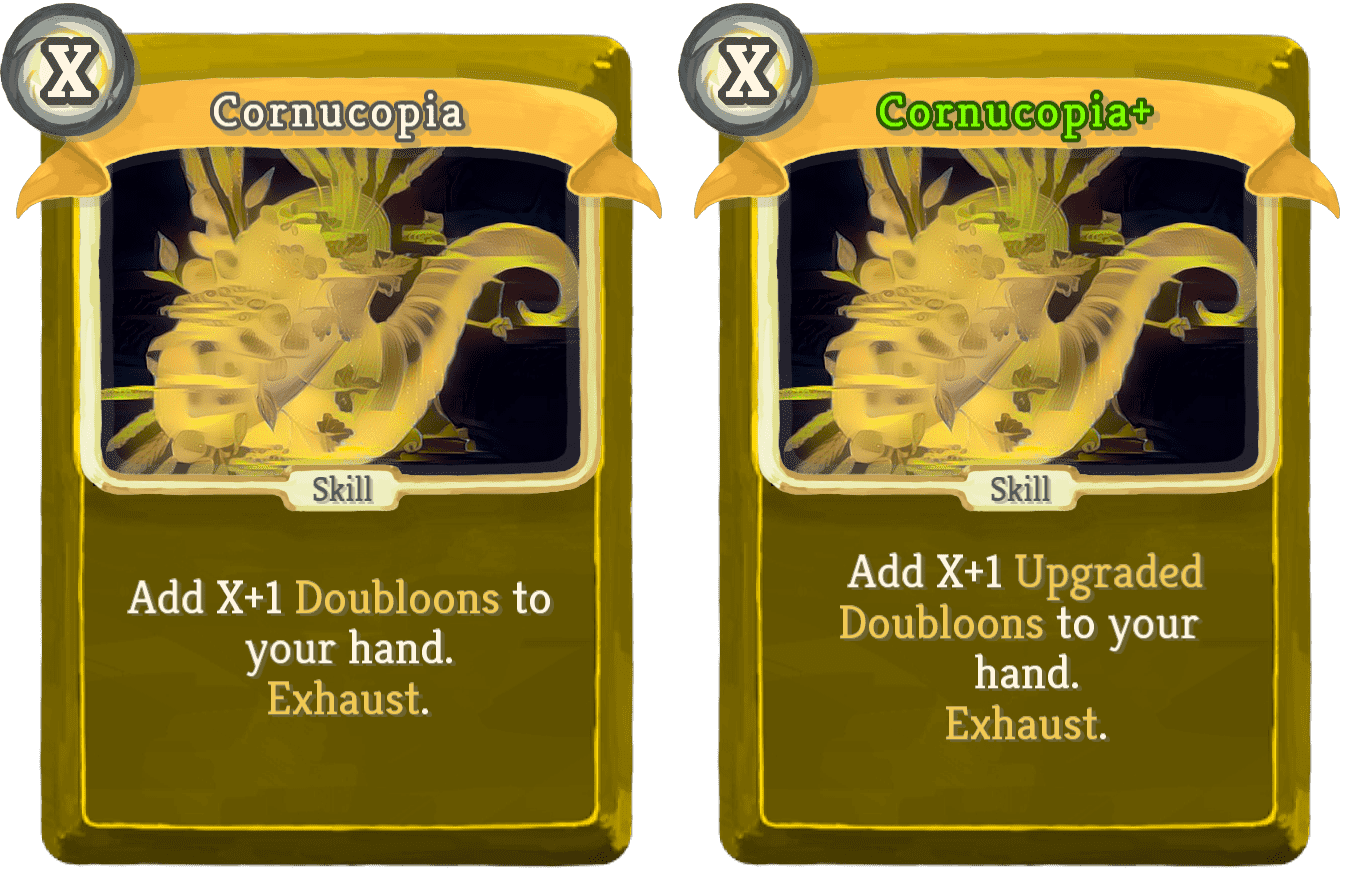 X
Cornucopia
Skill
Add X+1 Doubloons to
your hand.
Exhaust.
X
Cornucopia+
Skill
Add X+1 Upgraded
Doubloons to your
hand.
Exhaust.